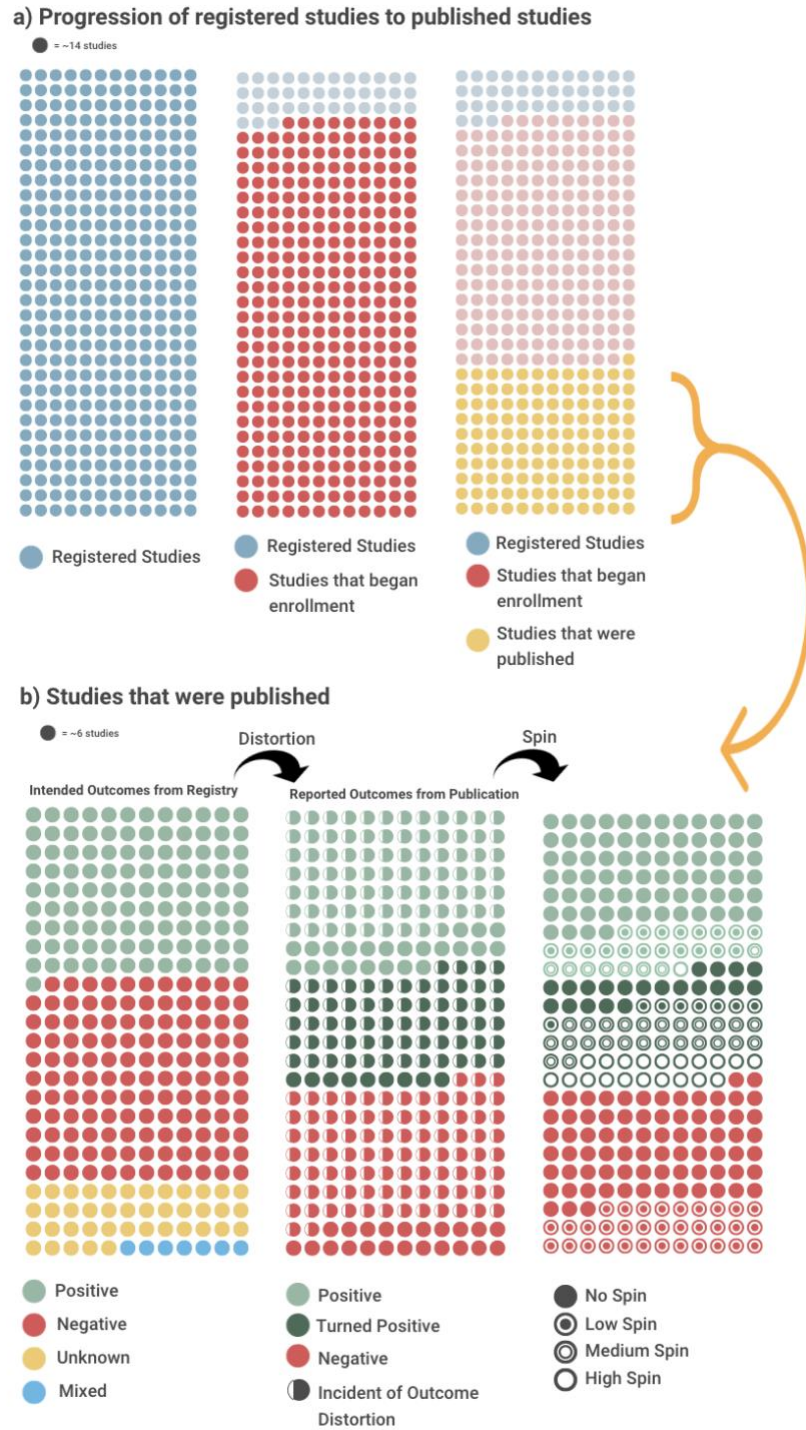 a) Progression of registered studies to published studies
= ~14 studies
Registered Studies
Registered Studies
Studies that began
enrollment
Registered Studies
Studies that began
enrollment
Studies that were
published
b) Studies that were published
= ~6 studies
Distortion
Spin
Intended Outcomes from Registry
Reported Outcomes from Publication
Positive
Negative
Unknown
Mixed
Positive
Turned Positive
Negative
Incident of Outcome
Distortion
No Spin
Low Spin
Medium Spin
High Spin